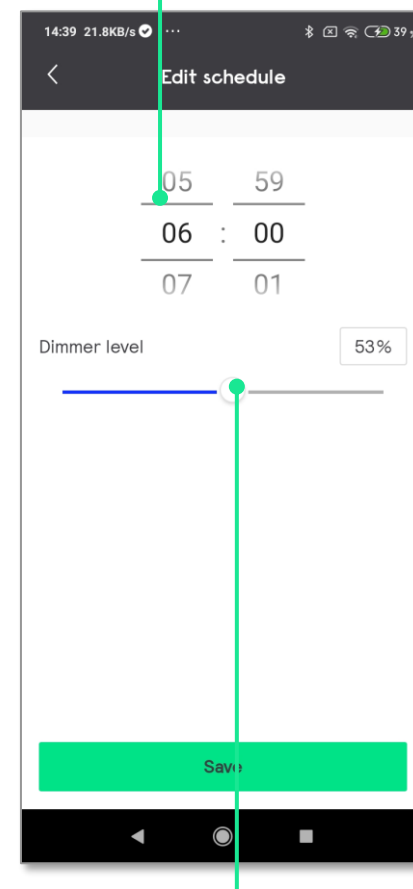 14:39 21.8KB/s ... 39
Edit schedule
05 59
06 : 00
07 01
Dimmer level 53%
Save